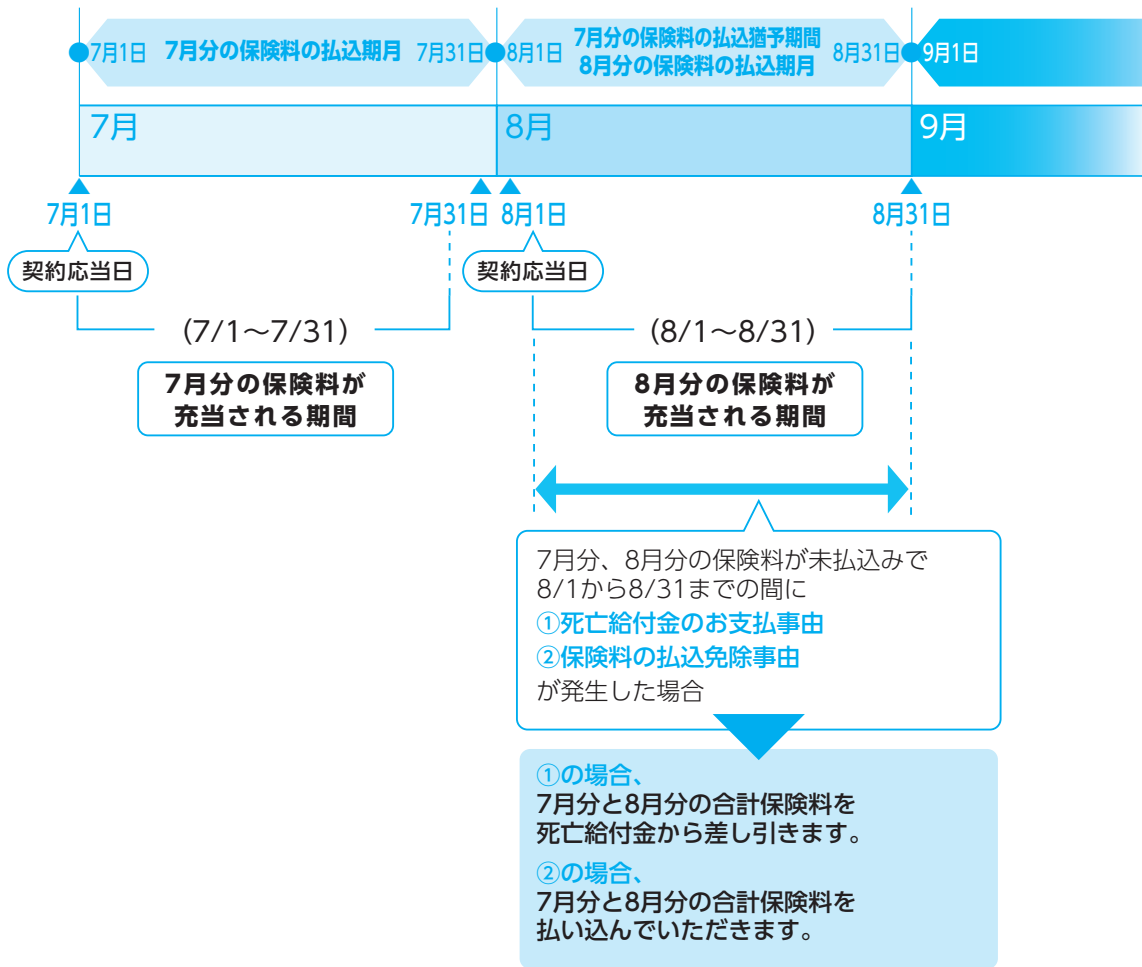 7月1日 7月分の保険料の払込期月 7月31日
8月1日 7月分の保険料の払込猶予期間
8月分の保険料の払込期月 8月31日
9月1日
7月
8月
9月
7月1日
7月31日
8月1日
8月31日
契約応当日
契約応当日
(7/1～7/31)
(8/1～8/31)
7月分の保険料が
充当される期間
8月分の保険料が
充当される期間
7月分、8月分の保険料が未払込みで
8/1から8/31までの間に
①死亡給付金のお支払事由
②保険料の払込免除事由
が発生した場合
①の場合、
7月分と8月分の合計保険料を
死亡給付金から差し引きます。
②の場合、
7月分と8月分の合計保険料を
払い込んでいただきます。